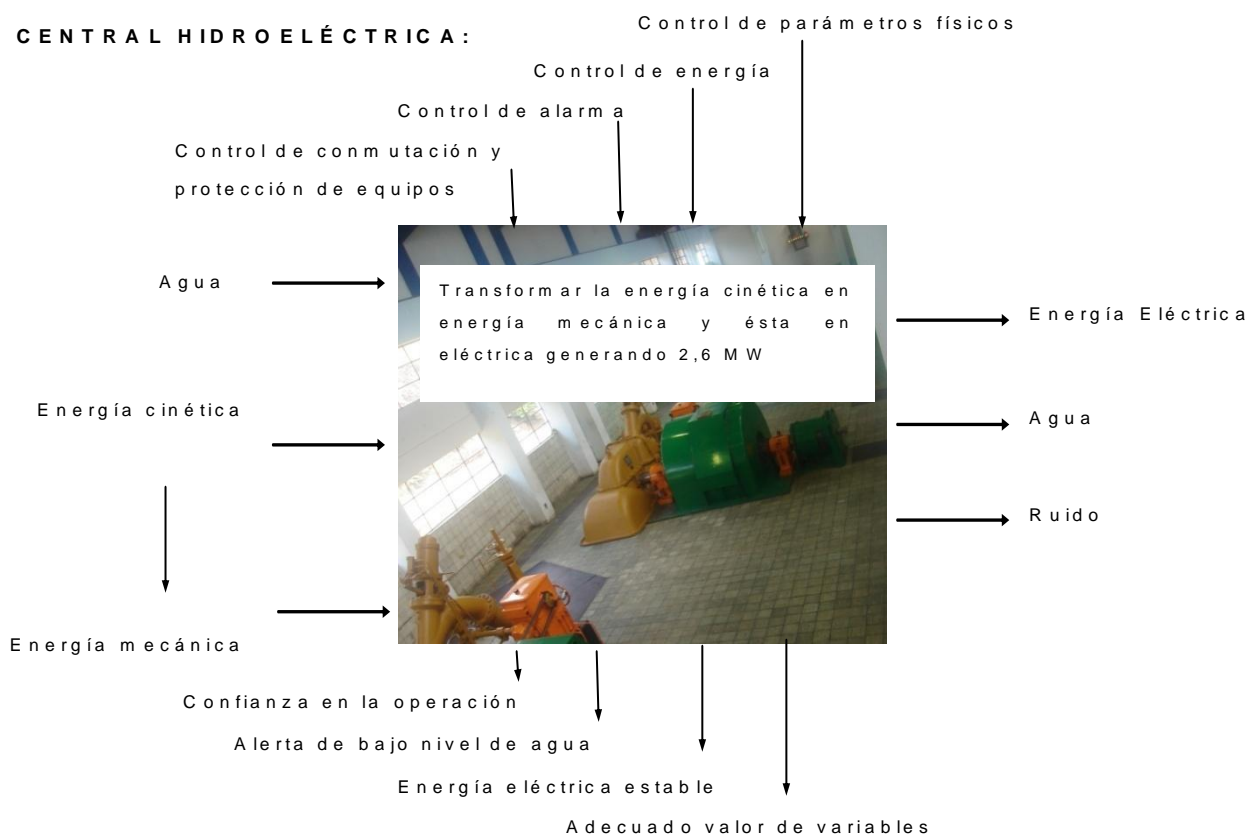 CENTRAL HIDROELÉCTRICA:
Control de parámetros físicos
Control de energía
Control de alarma
Control de conmutación y
protección de equipos
Agua
Energía cinética
Energía mecánica
Transformar la energía cinética en
energía mecánica y ésta en
eléctrica generando 2,6 MW
Energía Eléctrica
Agua
Ruido
Confianza en la operación
Alerta de bajo nivel de agua
Energía eléctrica estable
Adecuado valor de variables